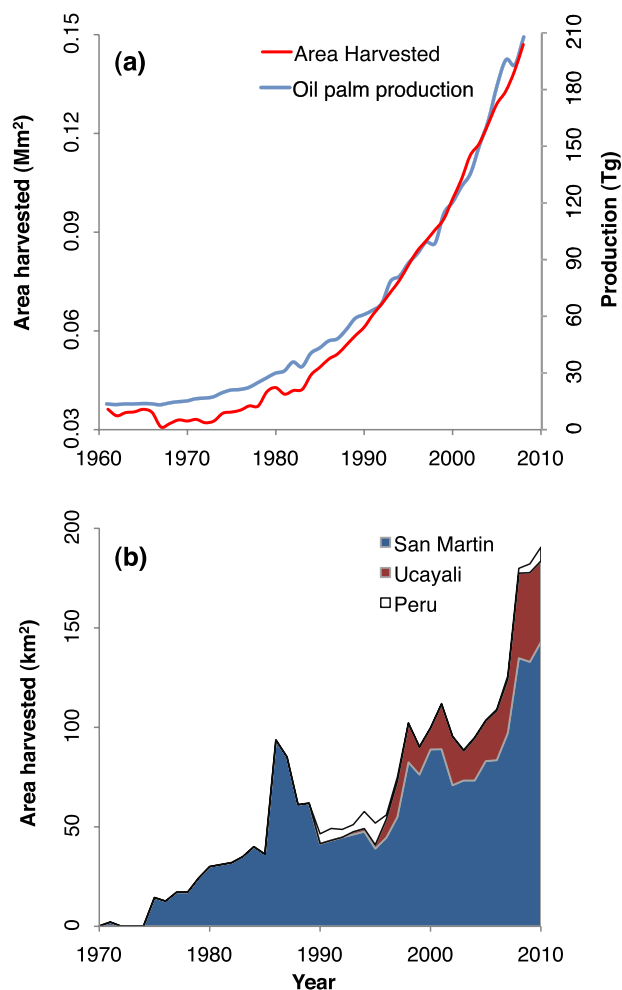 (a)
Area Harvested
Oil palm production
Area harvested (Mm²)
0.15
0.12
0.09
0.06
0.03
Production (Tg)
210
180
150
120
90
60
30
0
1960 1970 1980 1990 2000 2010
(b)
San Martin
Ucayali
Peru
Area harvested (km²)
200
150
100
50
0
1970 1980 1990 2000 2010
Year